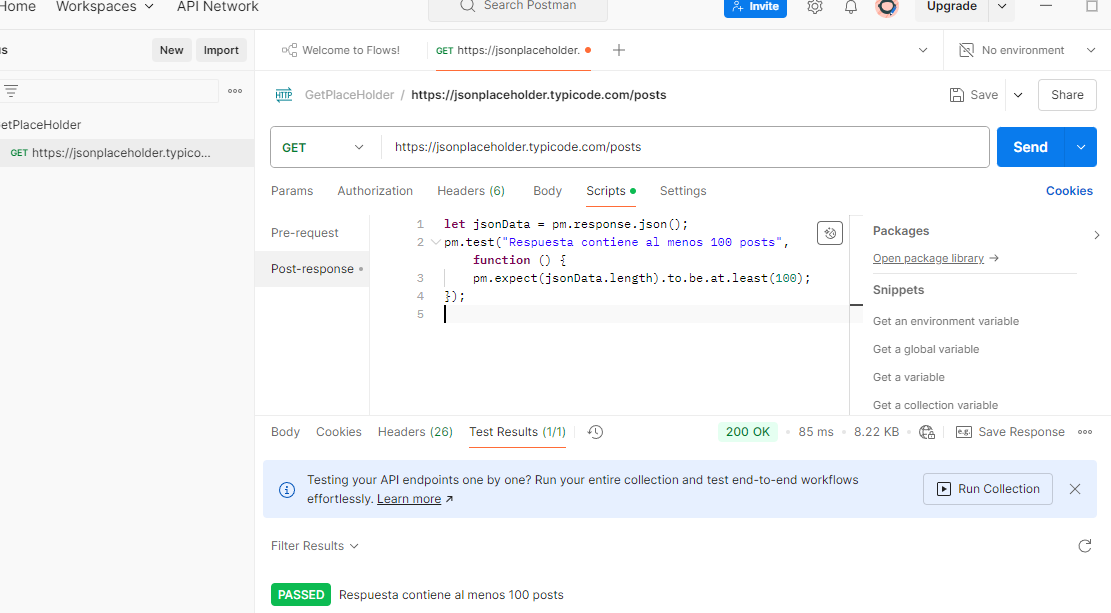 Home Workspaces API Network Search Postman Invite Upgrade
New Import Welcome to Flows! GET https://jsonplaceholder. No environment
GetPlaceHolder / https://jsonplaceholder.typicode.com/posts Save Share
etPlaceHolder
GET https://jsonplaceholder.typico...
GET https://jsonplaceholder.typicode.com/posts Send
Params Authorization Headers (6) Body Scripts Settings Cookies
Pre-request
Post-response
1 let jsonData = pm.response.json();
2 pm.test("Respuesta contiene al menos 100 posts",
function () {
3 pm.expect(jsonData.length).to.be.at.least(100);
4 });
5
Packages
Open package library →
Snippets
Get an environment variable
Get a global variable
Get a variable
Get a collection variable
Body Cookies Headers (26) Test Results (1/1) 200 OK 85 ms 8.22 KB e.g. Save Response
Testing your API endpoints one by one? Run your entire collection and test end-to-end workflows
effortlessly. Learn more ↗ Run Collection
Filter Results
PASSED Respuesta contiene al menos 100 posts